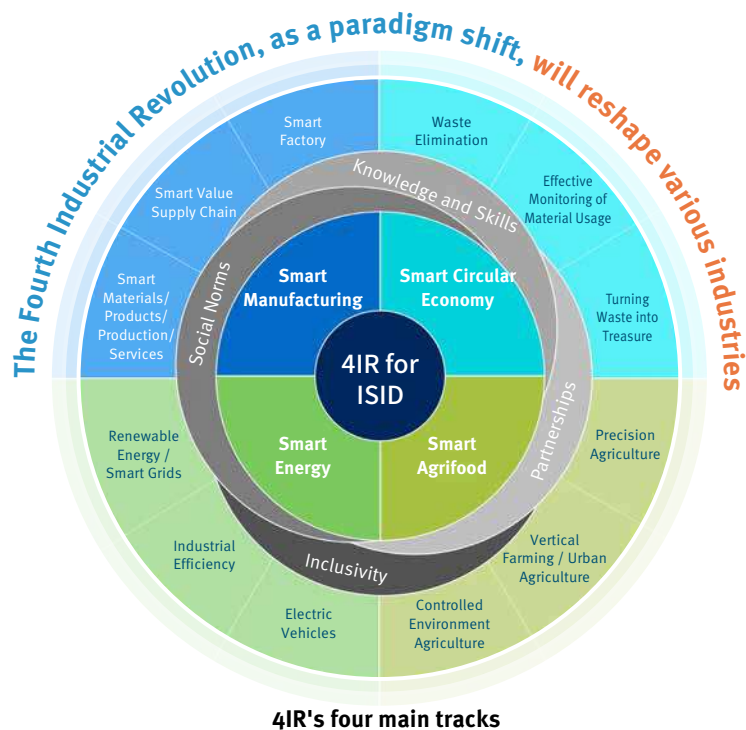 The Fourth Industrial Revolution, as a paradigm shift, will reshape various industries
Smart
Factory
Waste
Elimination
Smart Value
Supply Chain
Effective
Monitoring of
Material Usage
Smart
Materials/
Products/
Production/
Services
Turning
Waste into
Treasure
Knowledge and Skills
Social Norms
Partnerships
Inclusivity
Smart
Manufacturing
Smart Circular
Economy
4IR for
ISID
Smart
Energy
Smart
Agrifood
Renewable
Energy /
Smart Grids
Precision
Agriculture
Industrial
Efficiency
Vertical
Farming / Urban
Agriculture
Electric
Vehicles
Controlled
Environment
Agriculture
4IR's four main tracks